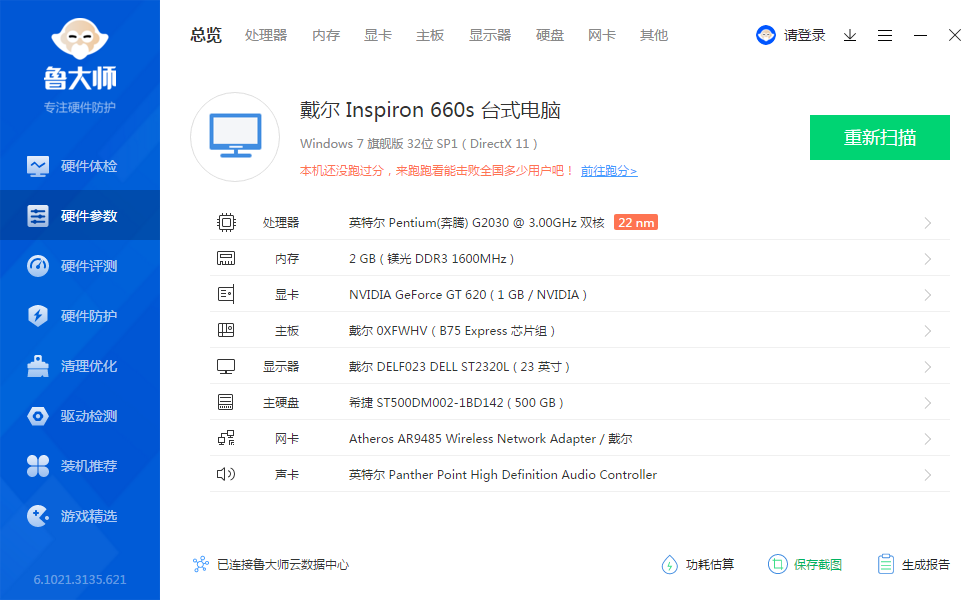 鲁大师
专注硬件防护
硬件体检
硬件参数
硬件评测
硬件防护
清理优化
驱动检测
装机推荐
游戏精选
6.1021.3135.621
总览 处理器 内存 显卡 主板 显示器 硬盘 网卡 其他 请登录
戴尔 Inspiron 660s 台式电脑
Windows 7 旗舰版 32位 SP1 ( DirectX 11 )
本机还没跑过分，来跑跑看能击败全国多少用户吧！ 前往跑分>
重新扫描
处理器 英特尔 Pentium(奔腾) G2030 @ 3.00GHz 双核 22 nm
内存 2 GB ( 镁光 DDR3 1600MHz )
显卡 NVIDIA GeForce GT 620 ( 1 GB / NVIDIA )
主板 戴尔 0XFWHV ( B75 Express 芯片组 )
显示器 戴尔 DELF023 DELL ST2320L ( 23 英寸 )
主硬盘 希捷 ST500DM002-1BD142 ( 500 GB )
网卡 Atheros AR9485 Wireless Network Adapter / 戴尔
声卡 英特尔 Panther Point High Definition Audio Controller
已连接鲁大师云数据中心 功耗估算 保存截图 生成报告